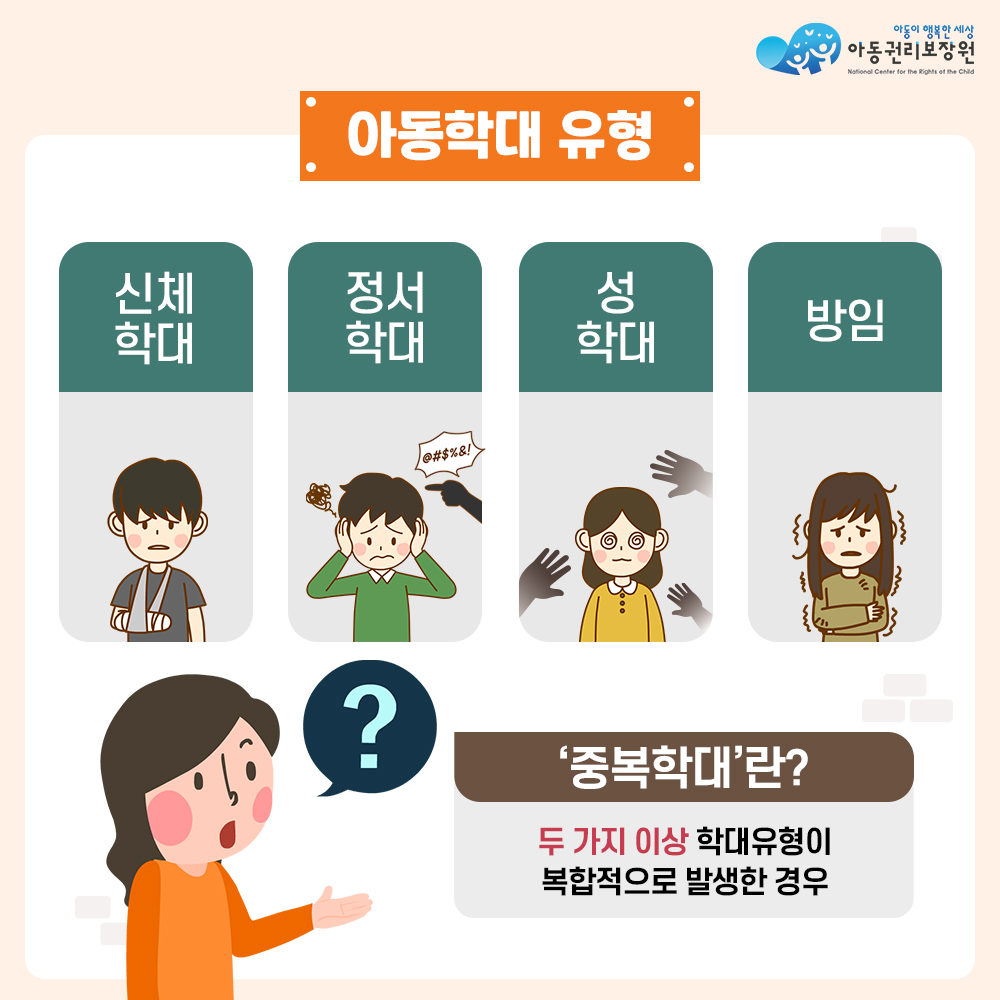 아동이 행복한 세상
아동권리보장원
National Center for the Rights of the Child
아동학대 유형
신체
학대
정서
학대
@#$%&!
성
학대
방임
?
‘중복학대’란?
두 가지 이상 학대유형이
복합적으로 발생한 경우